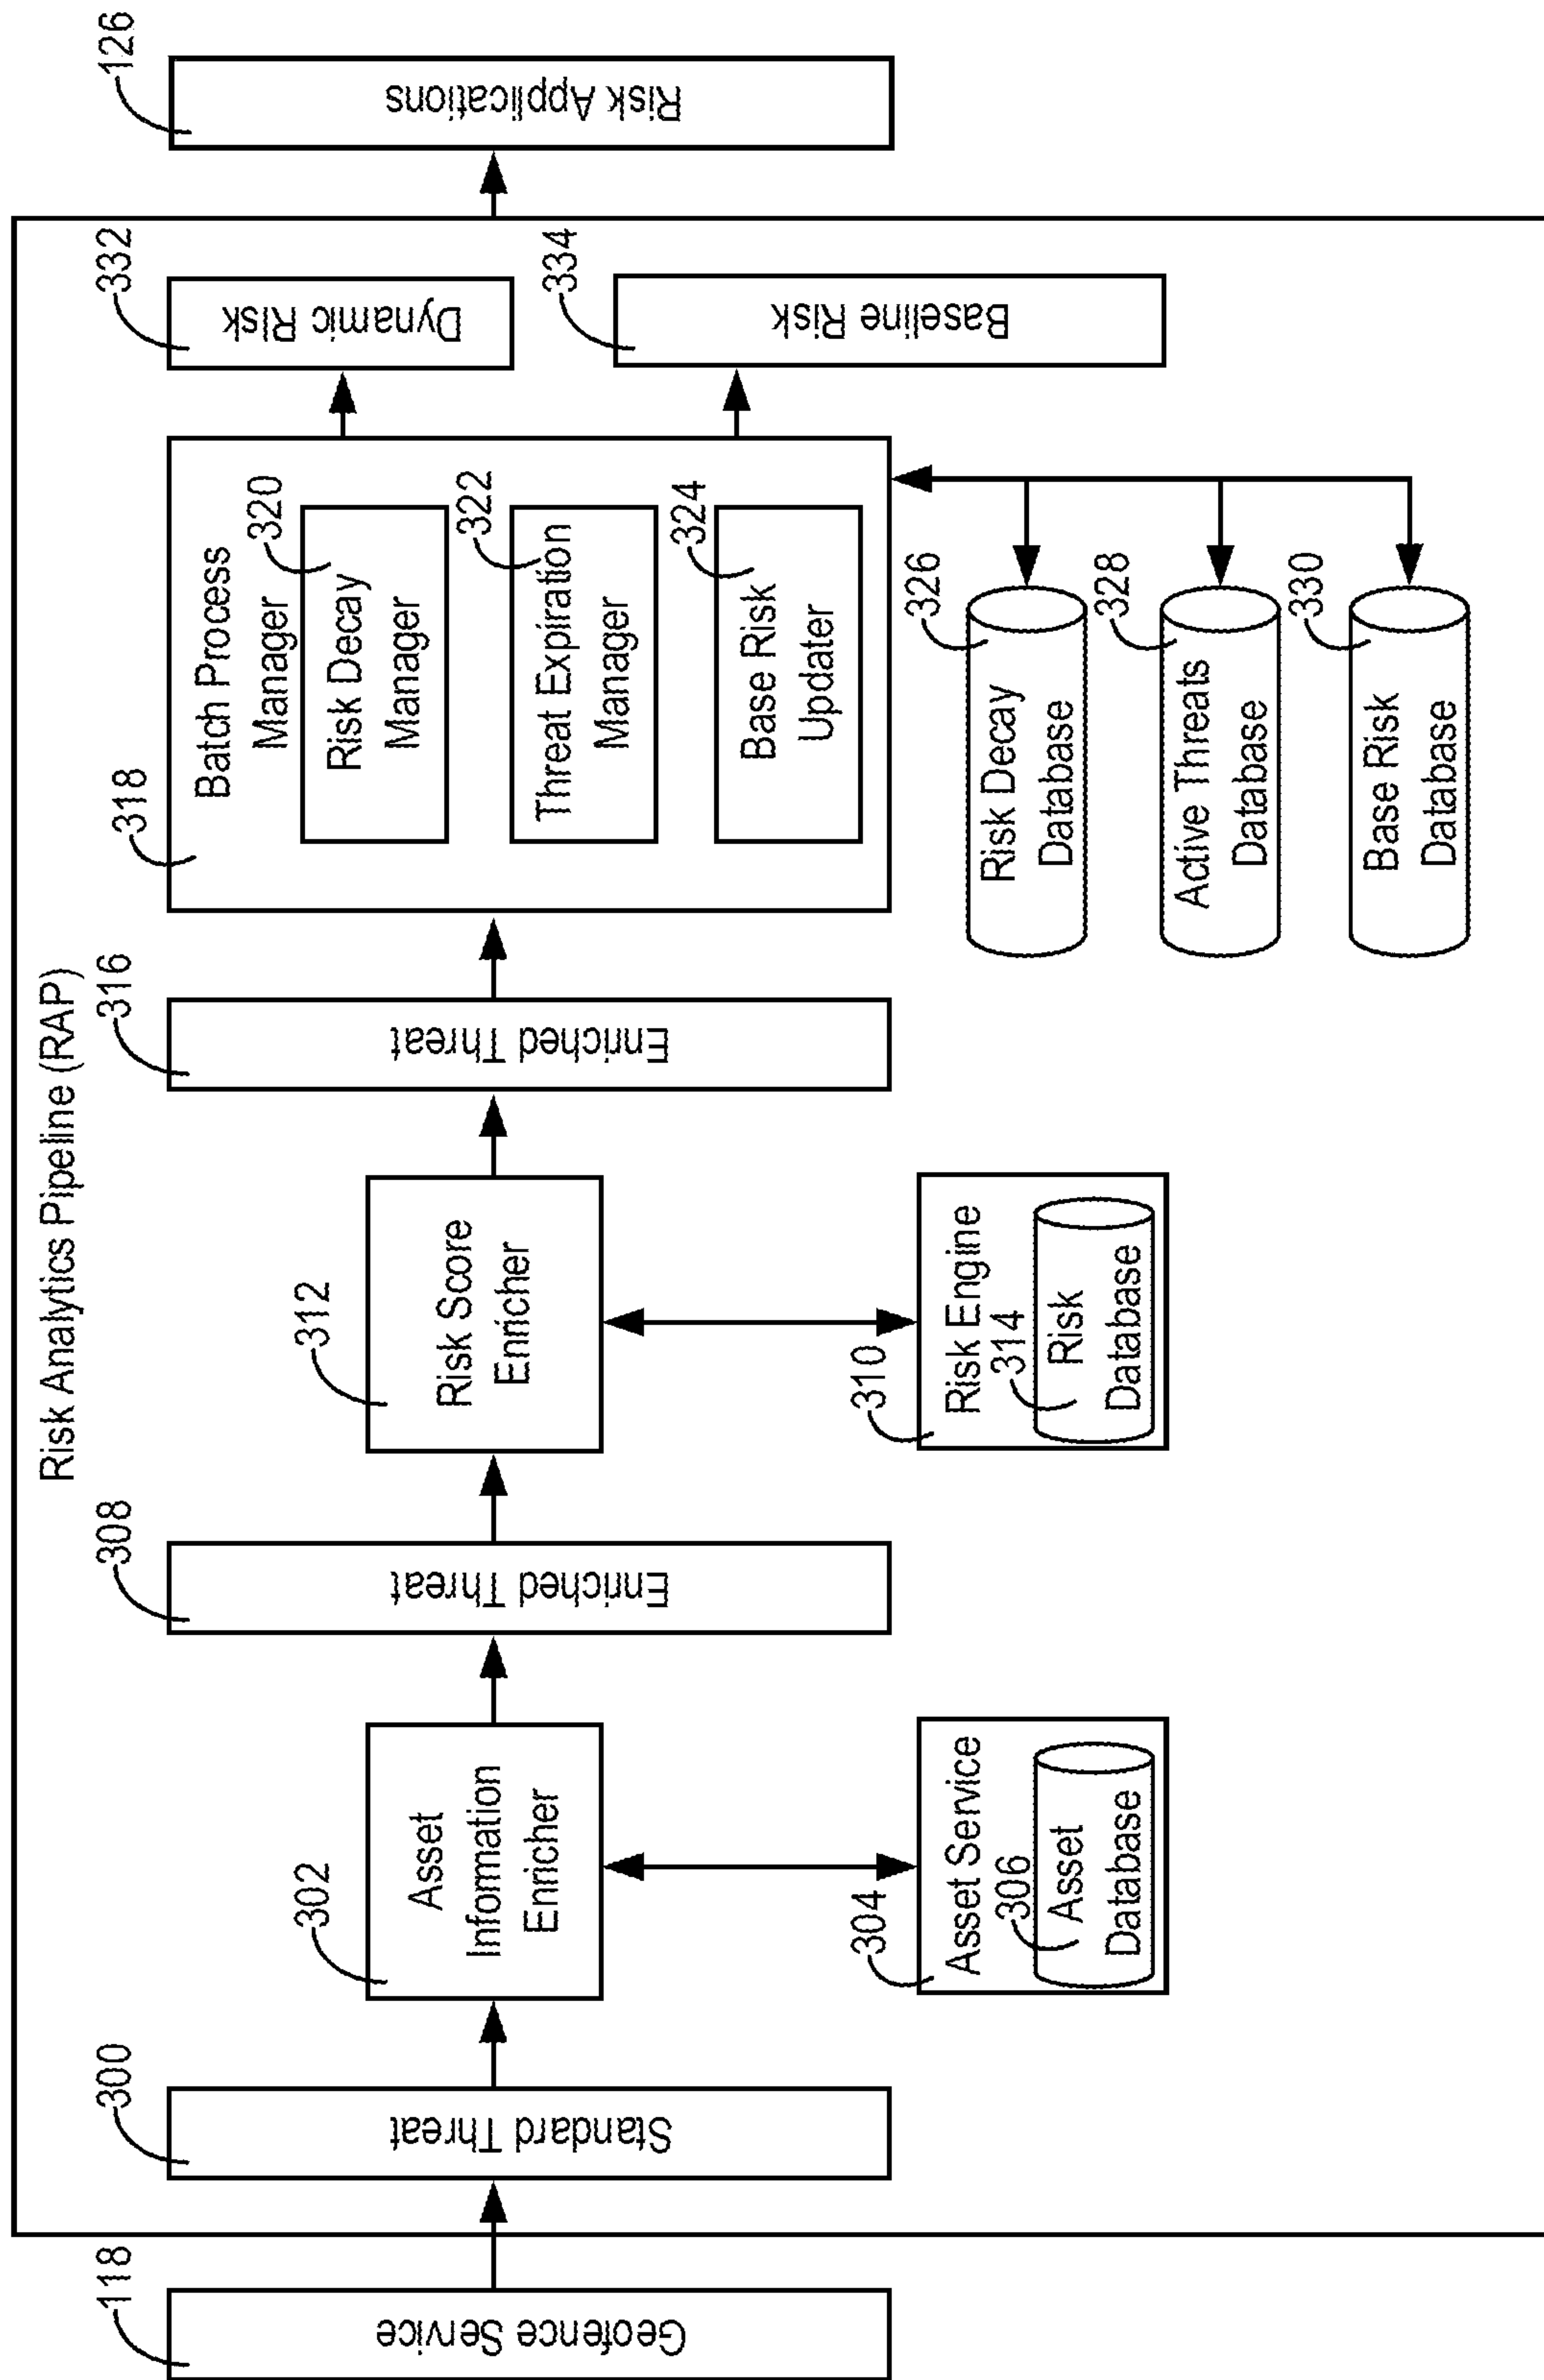 Risk Analytics Pipeline (RAP)
118
Geofence Service
300
Standard Threat
302
Asset
Information
Enricher
304
Asset Service
306
Asset
Database
308
Enriched Threat
312
Risk Score
Enricher
310
Risk Engine
314
Risk
Database
316
Enriched Threat
318
Batch Process
Manager
320
Risk Decay
Manager
322
Threat Expiration
Manager
324
Base Risk
Updater
326
Risk Decay
Database
328
Active Threats
Database
330
Base Risk
Database
332
Dynamic Risk
334
Baseline Risk
126
Risk Applications